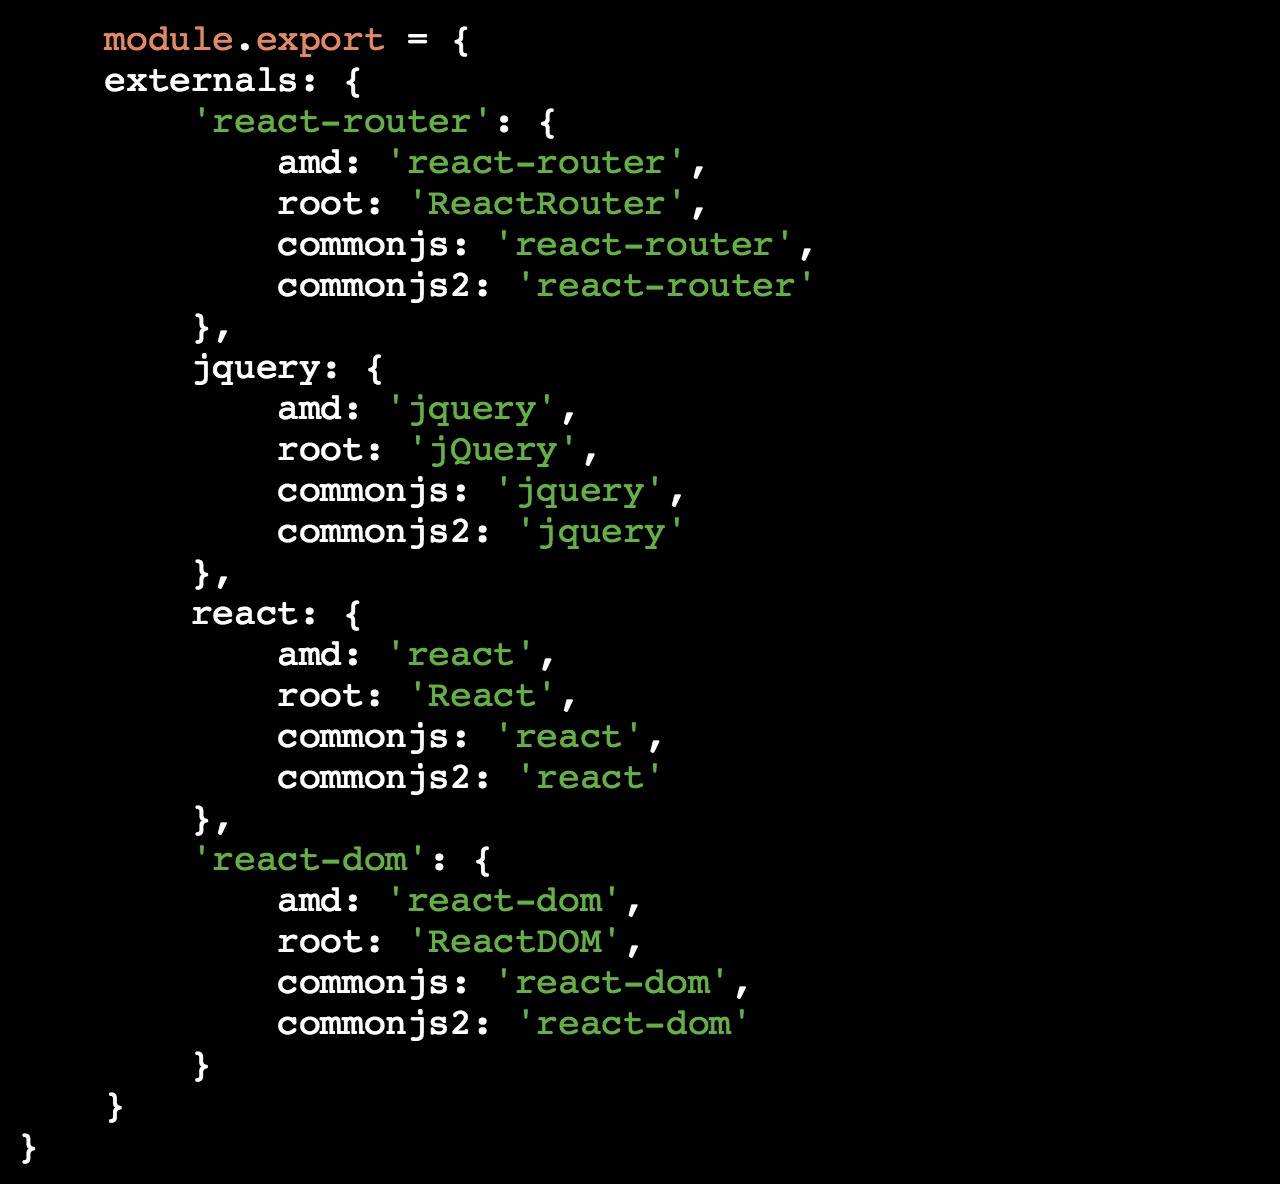 module.export = {
externals: {
'react-router': {
amd: 'react-router',
root: 'ReactRouter',
commonjs: 'react-router',
commonjs2: 'react-router'
},
jquery: {
amd: 'jquery',
root: 'jQuery',
commonjs: 'jquery',
commonjs2: 'jquery'
},
react: {
amd: 'react',
root: 'React',
commonjs: 'react',
commonjs2: 'react'
},
'react-dom': {
amd: 'react-dom',
root: 'ReactDOM',
commonjs: 'react-dom',
commonjs2: 'react-dom'
}
}
}